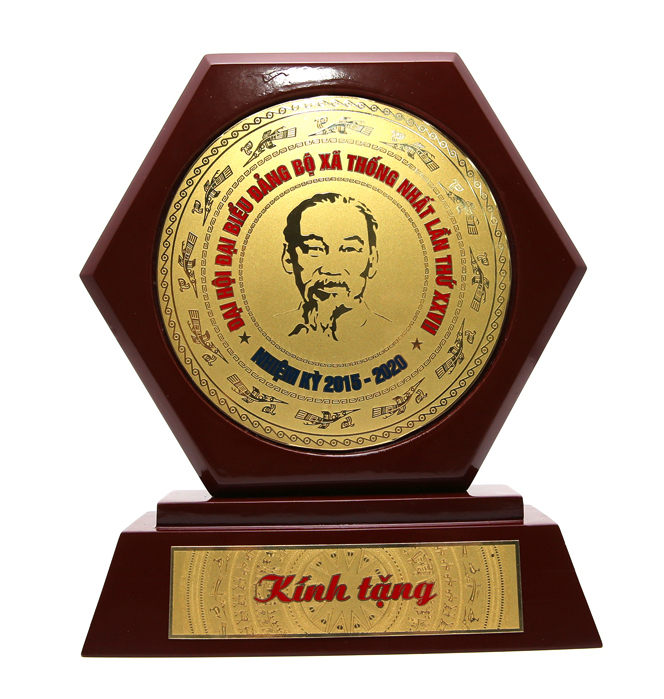 ĐẠI HỘI ĐẠI BIỂU ĐẢNG BỘ XÃ THỐNG NHẤT LẦN THỨ XXVII
NHIỆM KỲ 2015 - 2020
Kính tặng